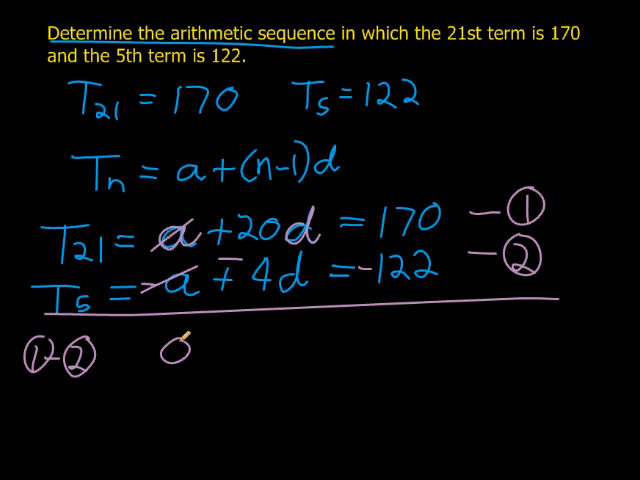 Determine the arithmetic sequence in which the 21st term is 170
and the 5th term is 122.
T21 = 170 T5 = 122
Tn = a + (n-1)d
T21 = a + 20d = 170 - ①
T5 = -a + 4d = -122 - ②
① - ② 0